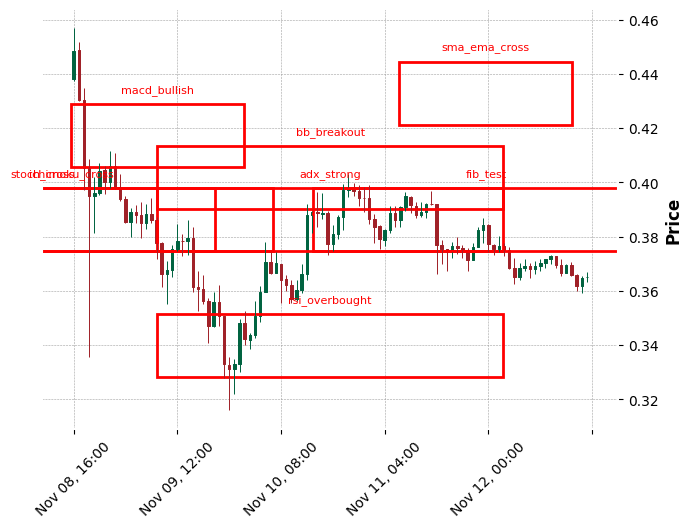 0.46
sma_ema_cross
0.44
macd_bullish
0.42
bb_breakout
adx_strong
fib_test
0.40
Price
0.38
0.36
rsi_overbought
0.34
0.32
Nov 08, 16:00
Nov 09, 12:00
Nov 10, 08:00
Nov 11, 04:00
Nov 12, 00:00